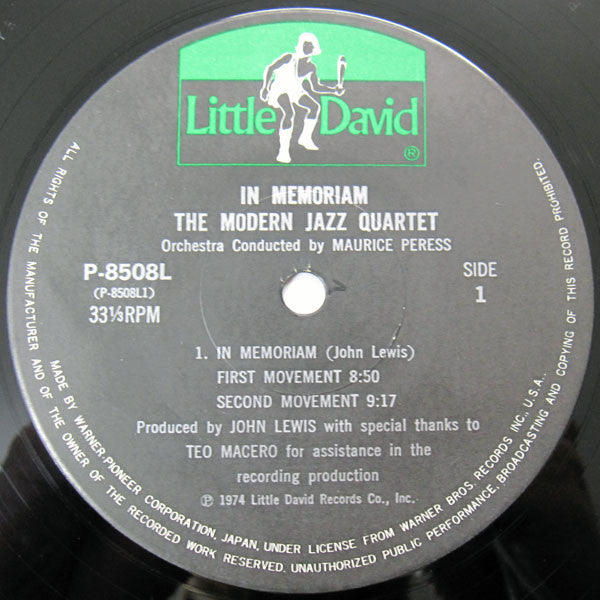 Little David
®
IN MEMORIAM
THE MODERN JAZZ QUARTET
Orchestra Conducted by MAURICE PERESS
P-8508L
(P-8508L1)
33⅓RPM
SIDE
1
1. IN MEMORIAM (John Lewis)
FIRST MOVEMENT 8:50
SECOND MOVEMENT 9:17
Produced by JOHN LEWIS with special thanks to
TEO MACERO for assistance in the
recording production
℗ 1974 Little David Records Co., Inc.
ALL RIGHTS OF THE MANUFACTURER AND OF THE OWNER OF THE RECORDED WORK RESERVED. UNAUTHORIZED PUBLIC PERFORMANCE, BROADCASTING AND COPYING OF THIS RECORD PROHIBITED.
MADE BY WARNER-PIONEER CORPORATION, JAPAN, UNDER LICENSE FROM WARNER BROS. RECORDS INC., U.S.A.